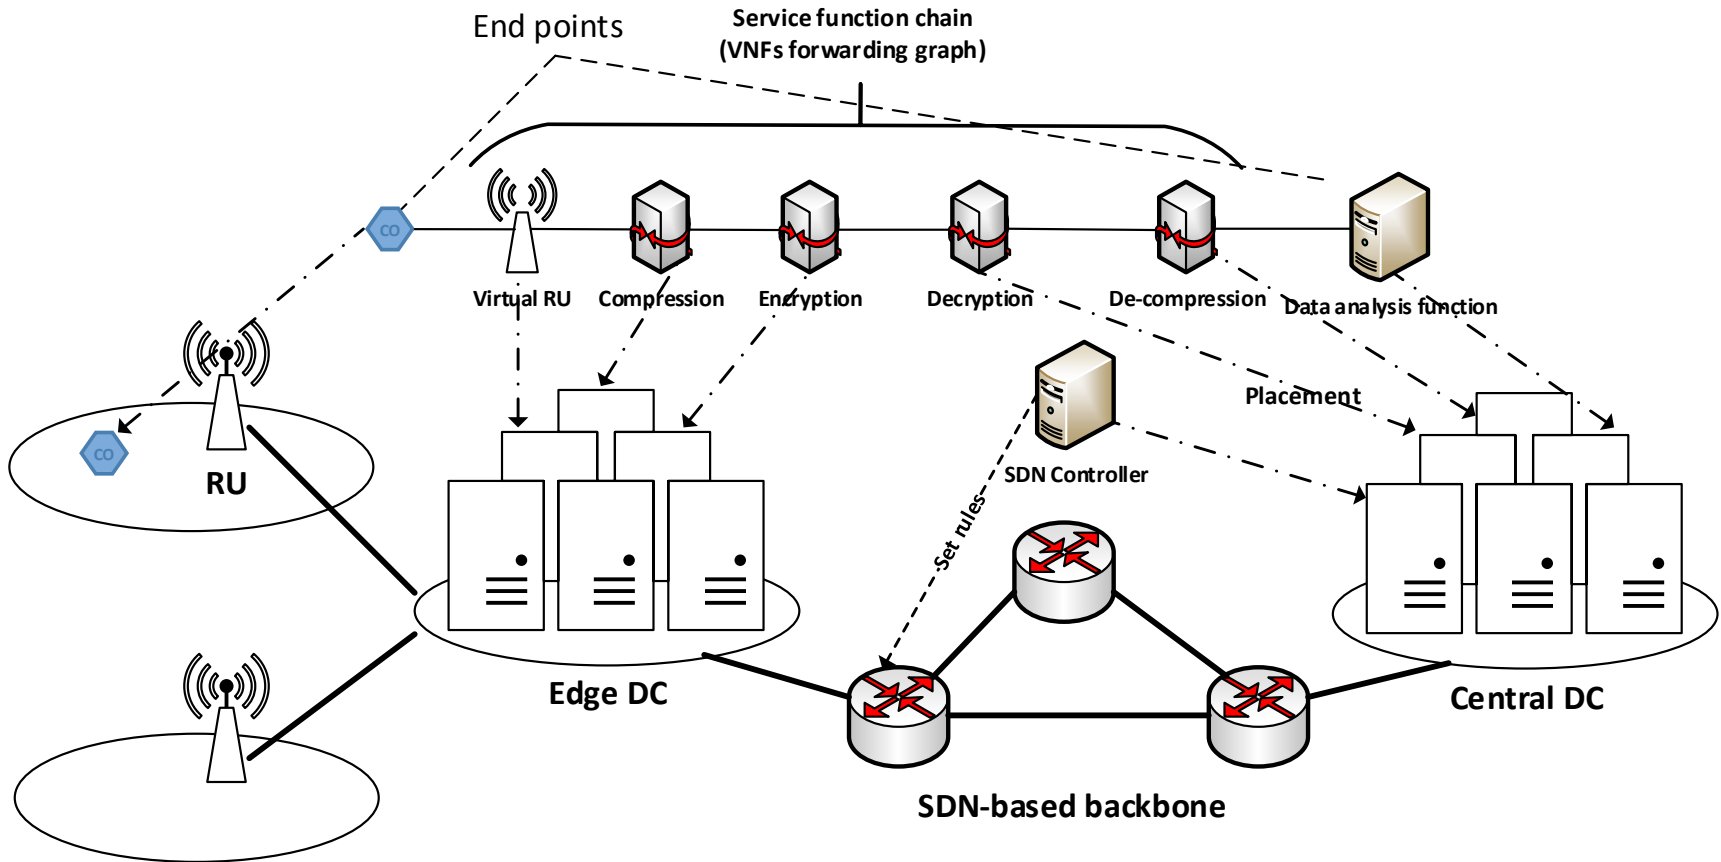 End points
Service function chain
(VNFs forwarding graph)
CO
Virtual RU
Compression
Encryption
Decryption
De-compression
Data analysis function
Placement
CO
RU
SDN Controller
Set rules
Edge DC
Central DC
SDN-based backbone